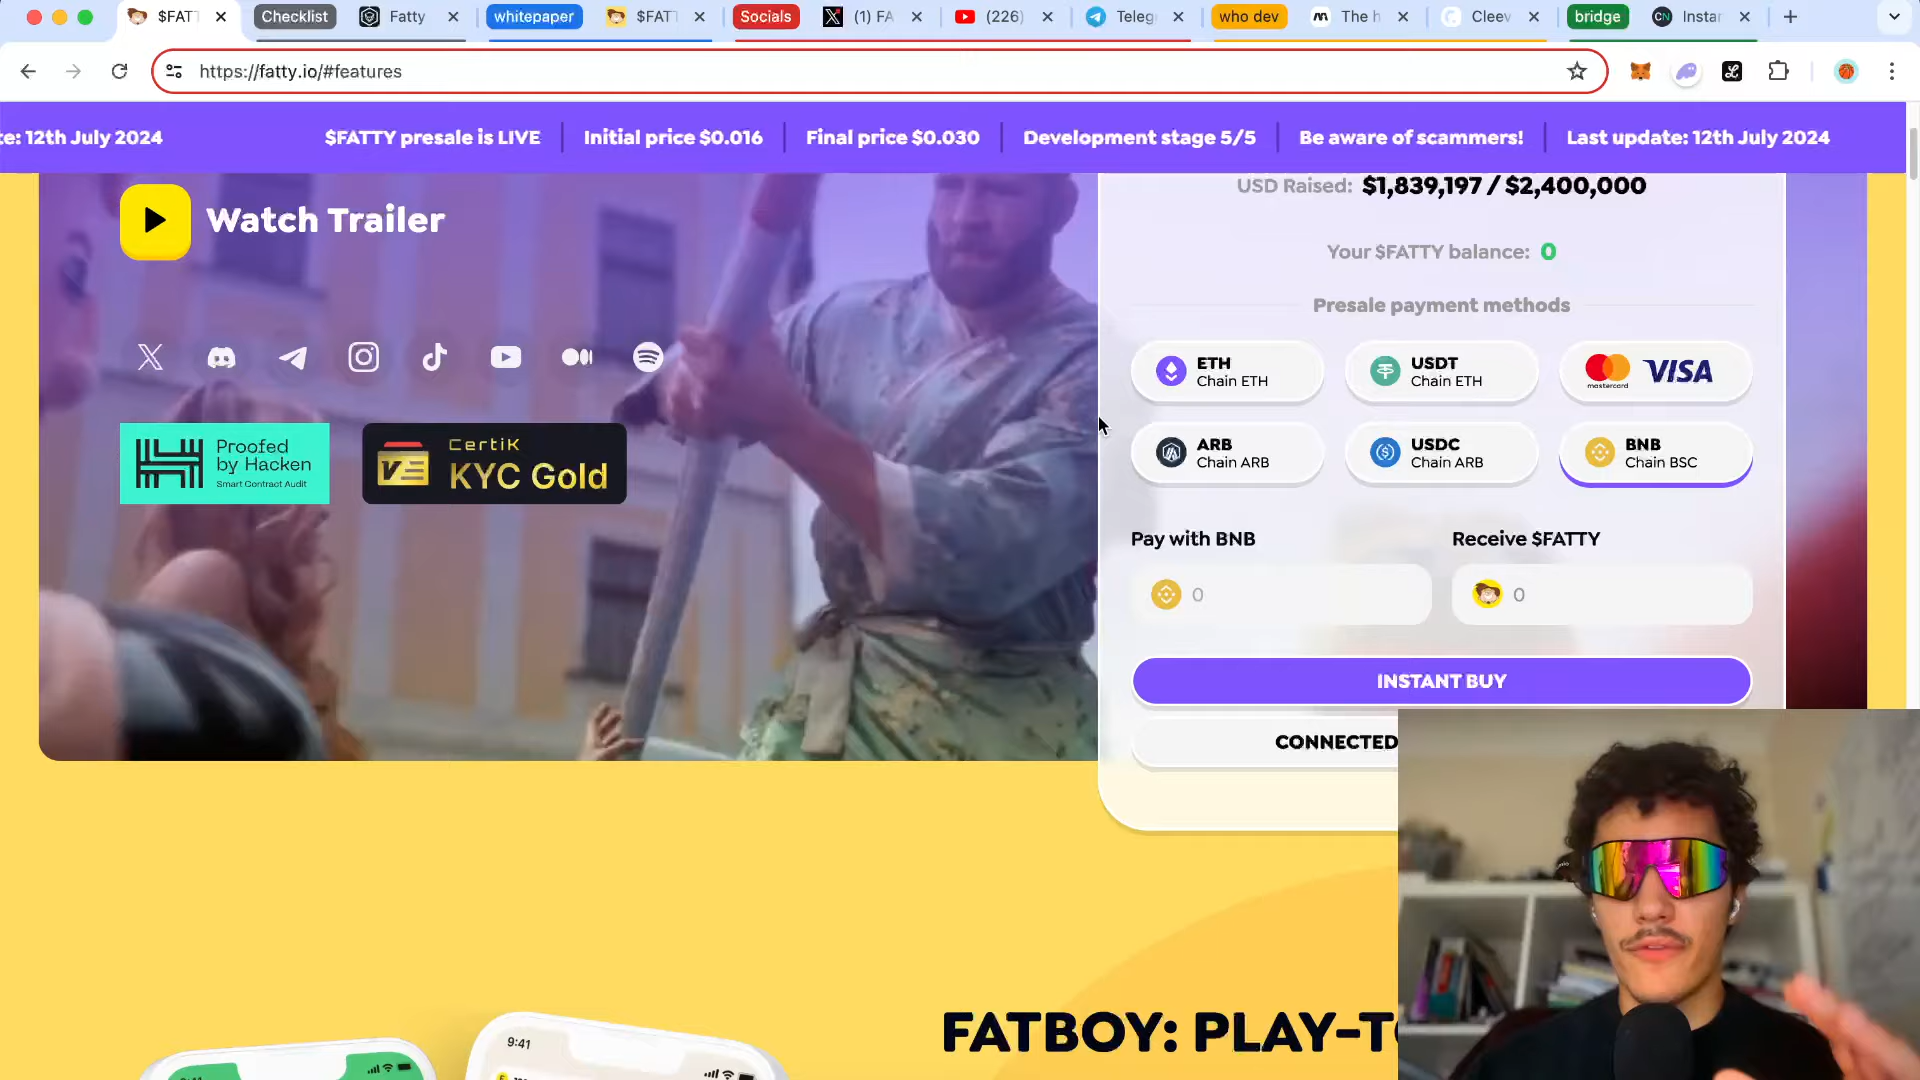 $FAT
Checklist
Fatty
whitepaper
$FAT
Socials
(1) FA
(226)
Teleg
who dev
The h
Cleev
bridge
Instar
https://fatty.io/#features
te: 12th July 2024
$FATTY presale is LIVE
Initial price $0.016
Final price $0.030
Development stage 5/5
Be aware of scammers!
Last update: 12th July 2024
Watch Trailer
Proofed
by Hacken
Smart Contract Audit
CertiK
KYC Gold
USD Raised: $1,839,197 / $2,400,000
Your $FATTY balance: 0
Presale payment methods
ETH
Chain ETH
USDT
Chain ETH
mastercard
VISA
ARB
Chain ARB
USDC
Chain ARB
BNB
Chain BSC
Pay with BNB
Receive $FATTY
0
0
INSTANT BUY
CONNECTED
FATBOY: PLAY-T
9:41